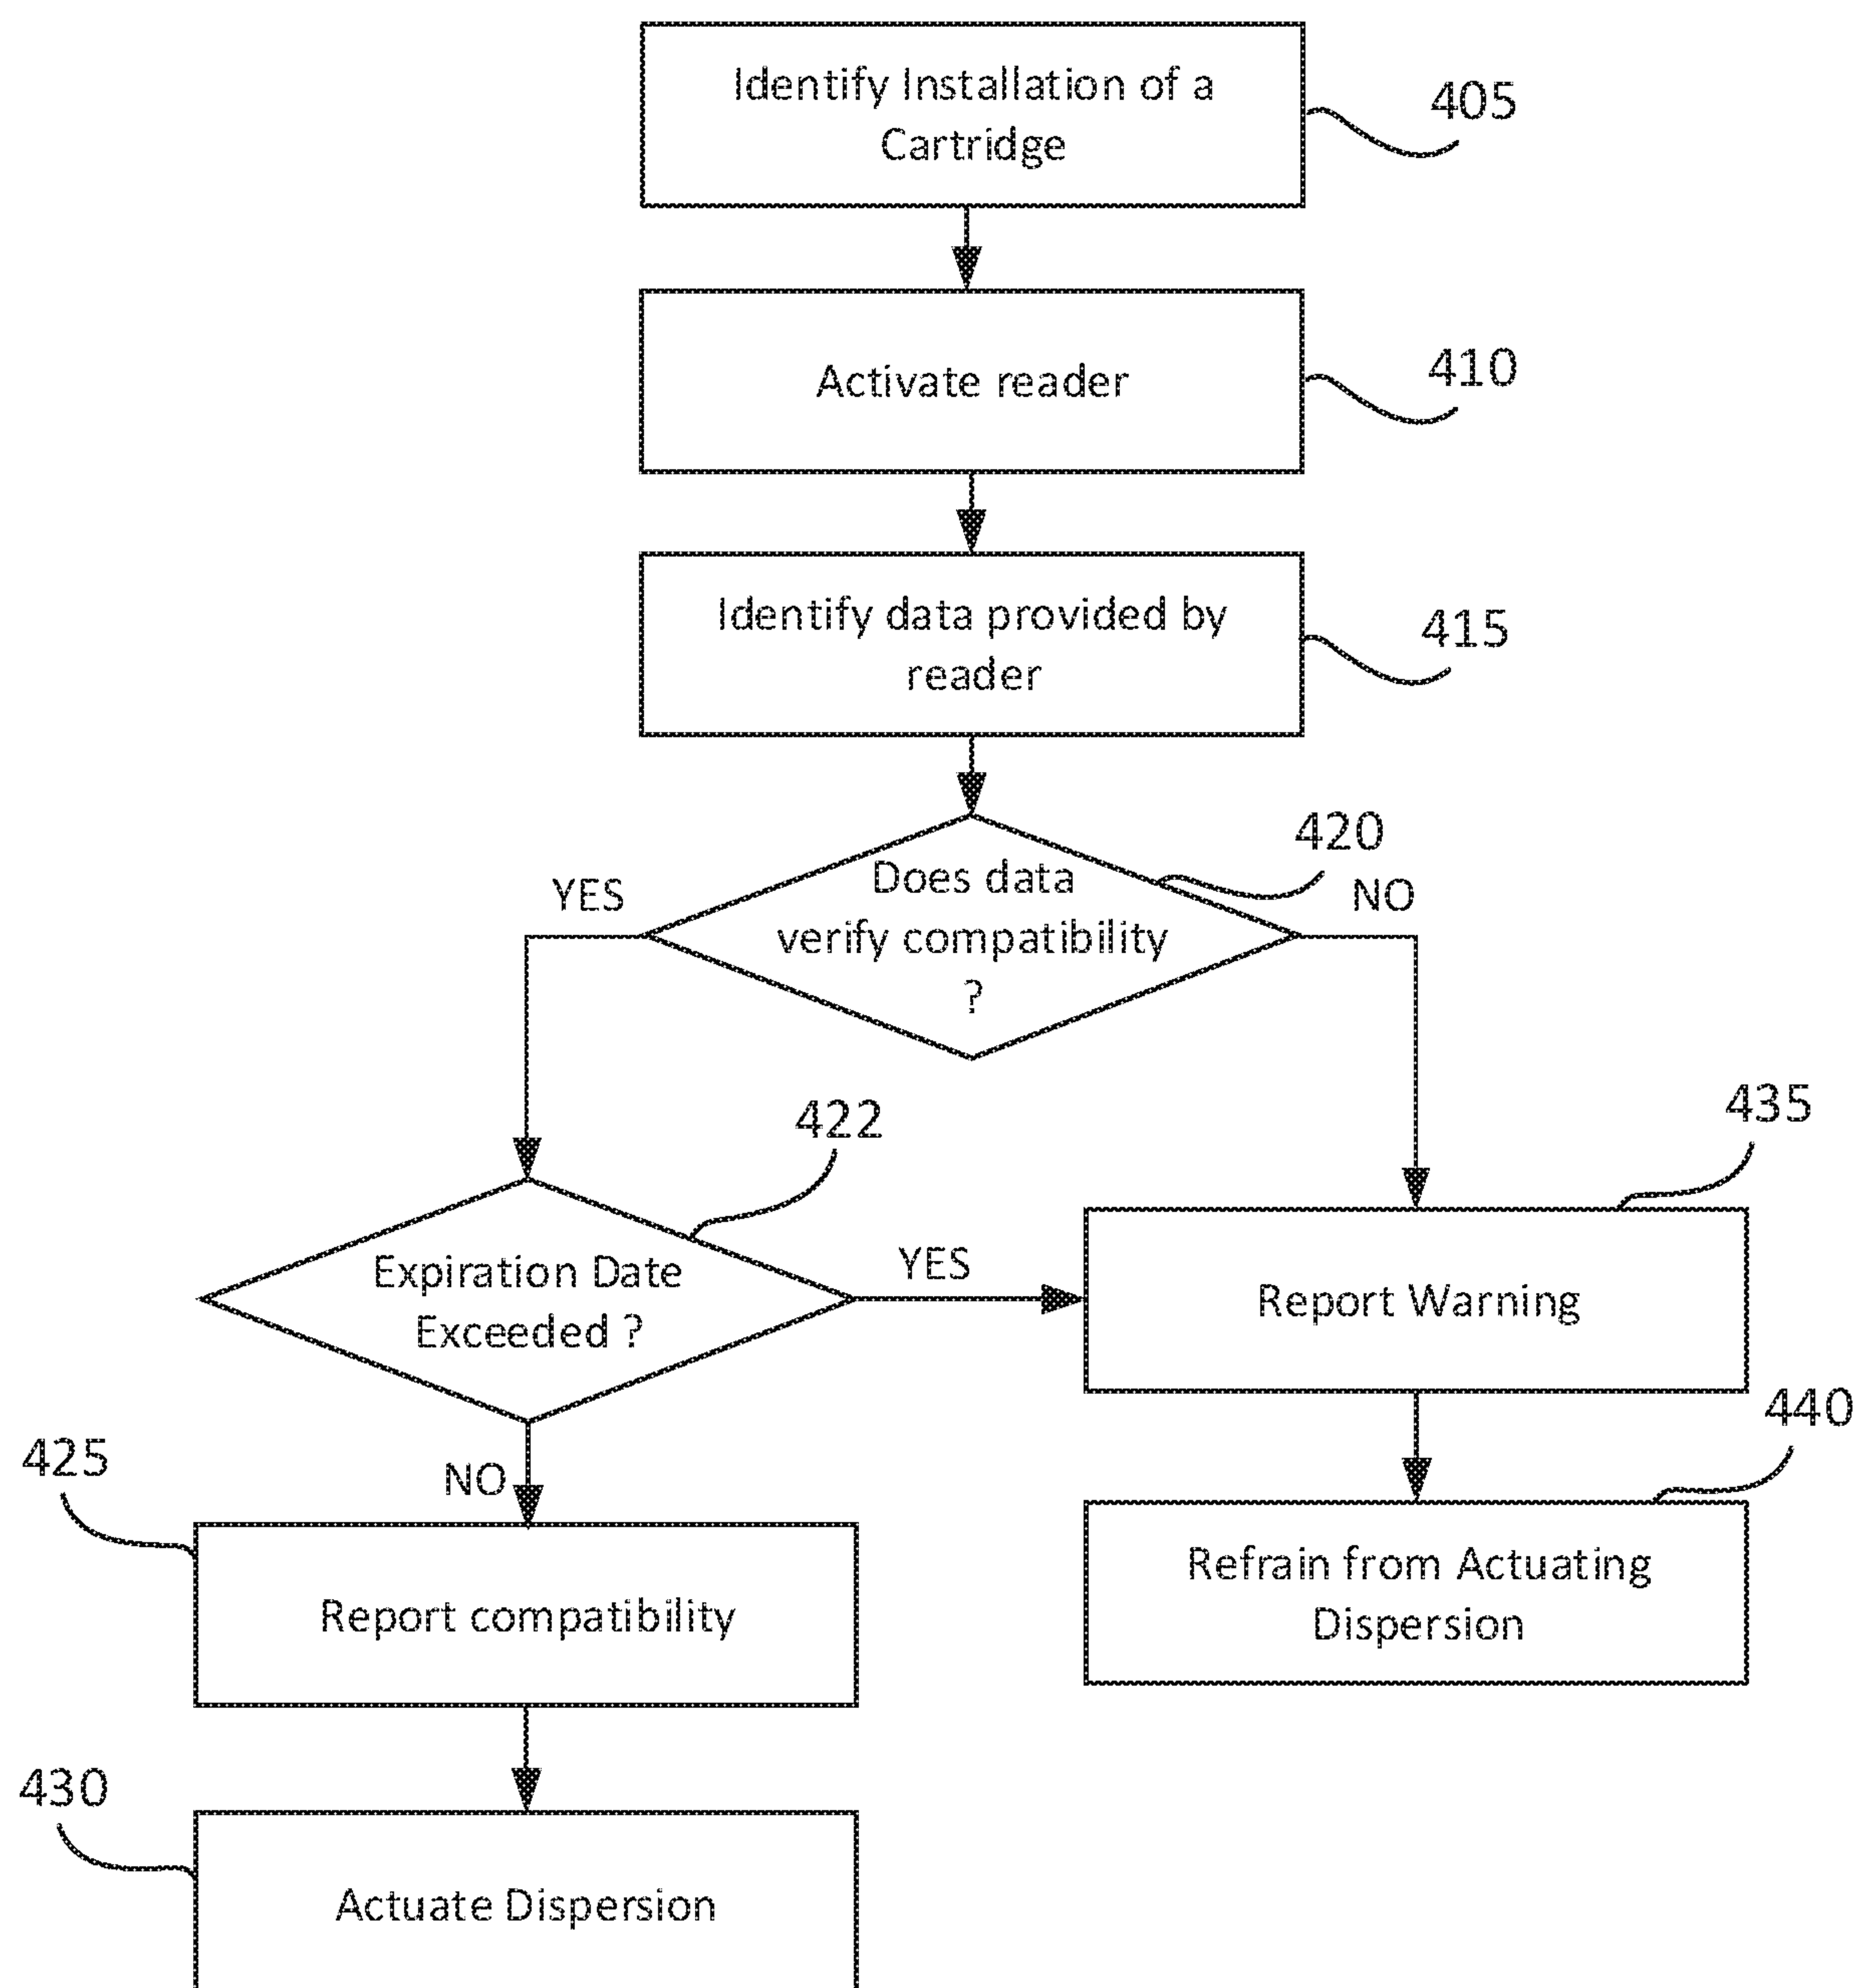 Identify Installation of a
Cartridge
405
Activate reader
410
Identify data provided by
reader
415
420
Does data
verify compatibility
?
YES
NO
422
435
Expiration Date
Exceeded ?
YES
Report Warning
440
NO
425
Refrain from Actuating
Dispersion
Report compatibility
430
Actuate Dispersion